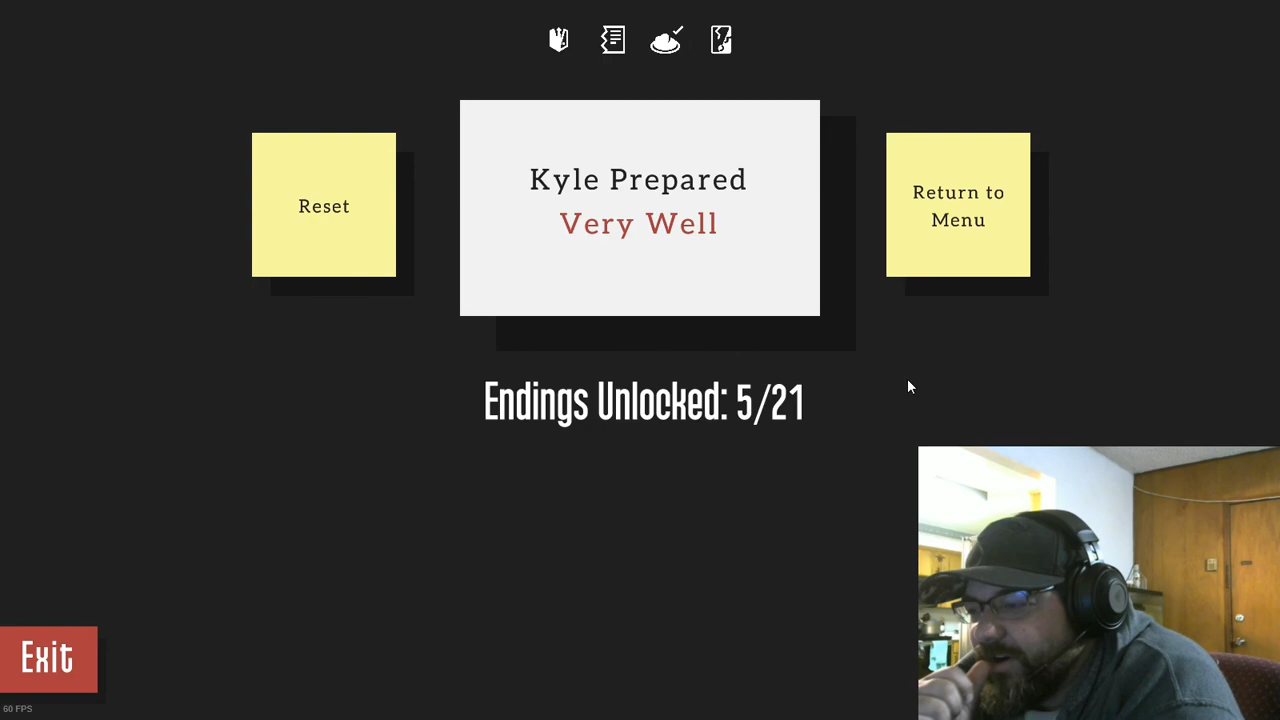 Kyle Prepared
Very Well
Reset
Return to
Menu
Endings Unlocked: 5/21
Exit
60 FPS